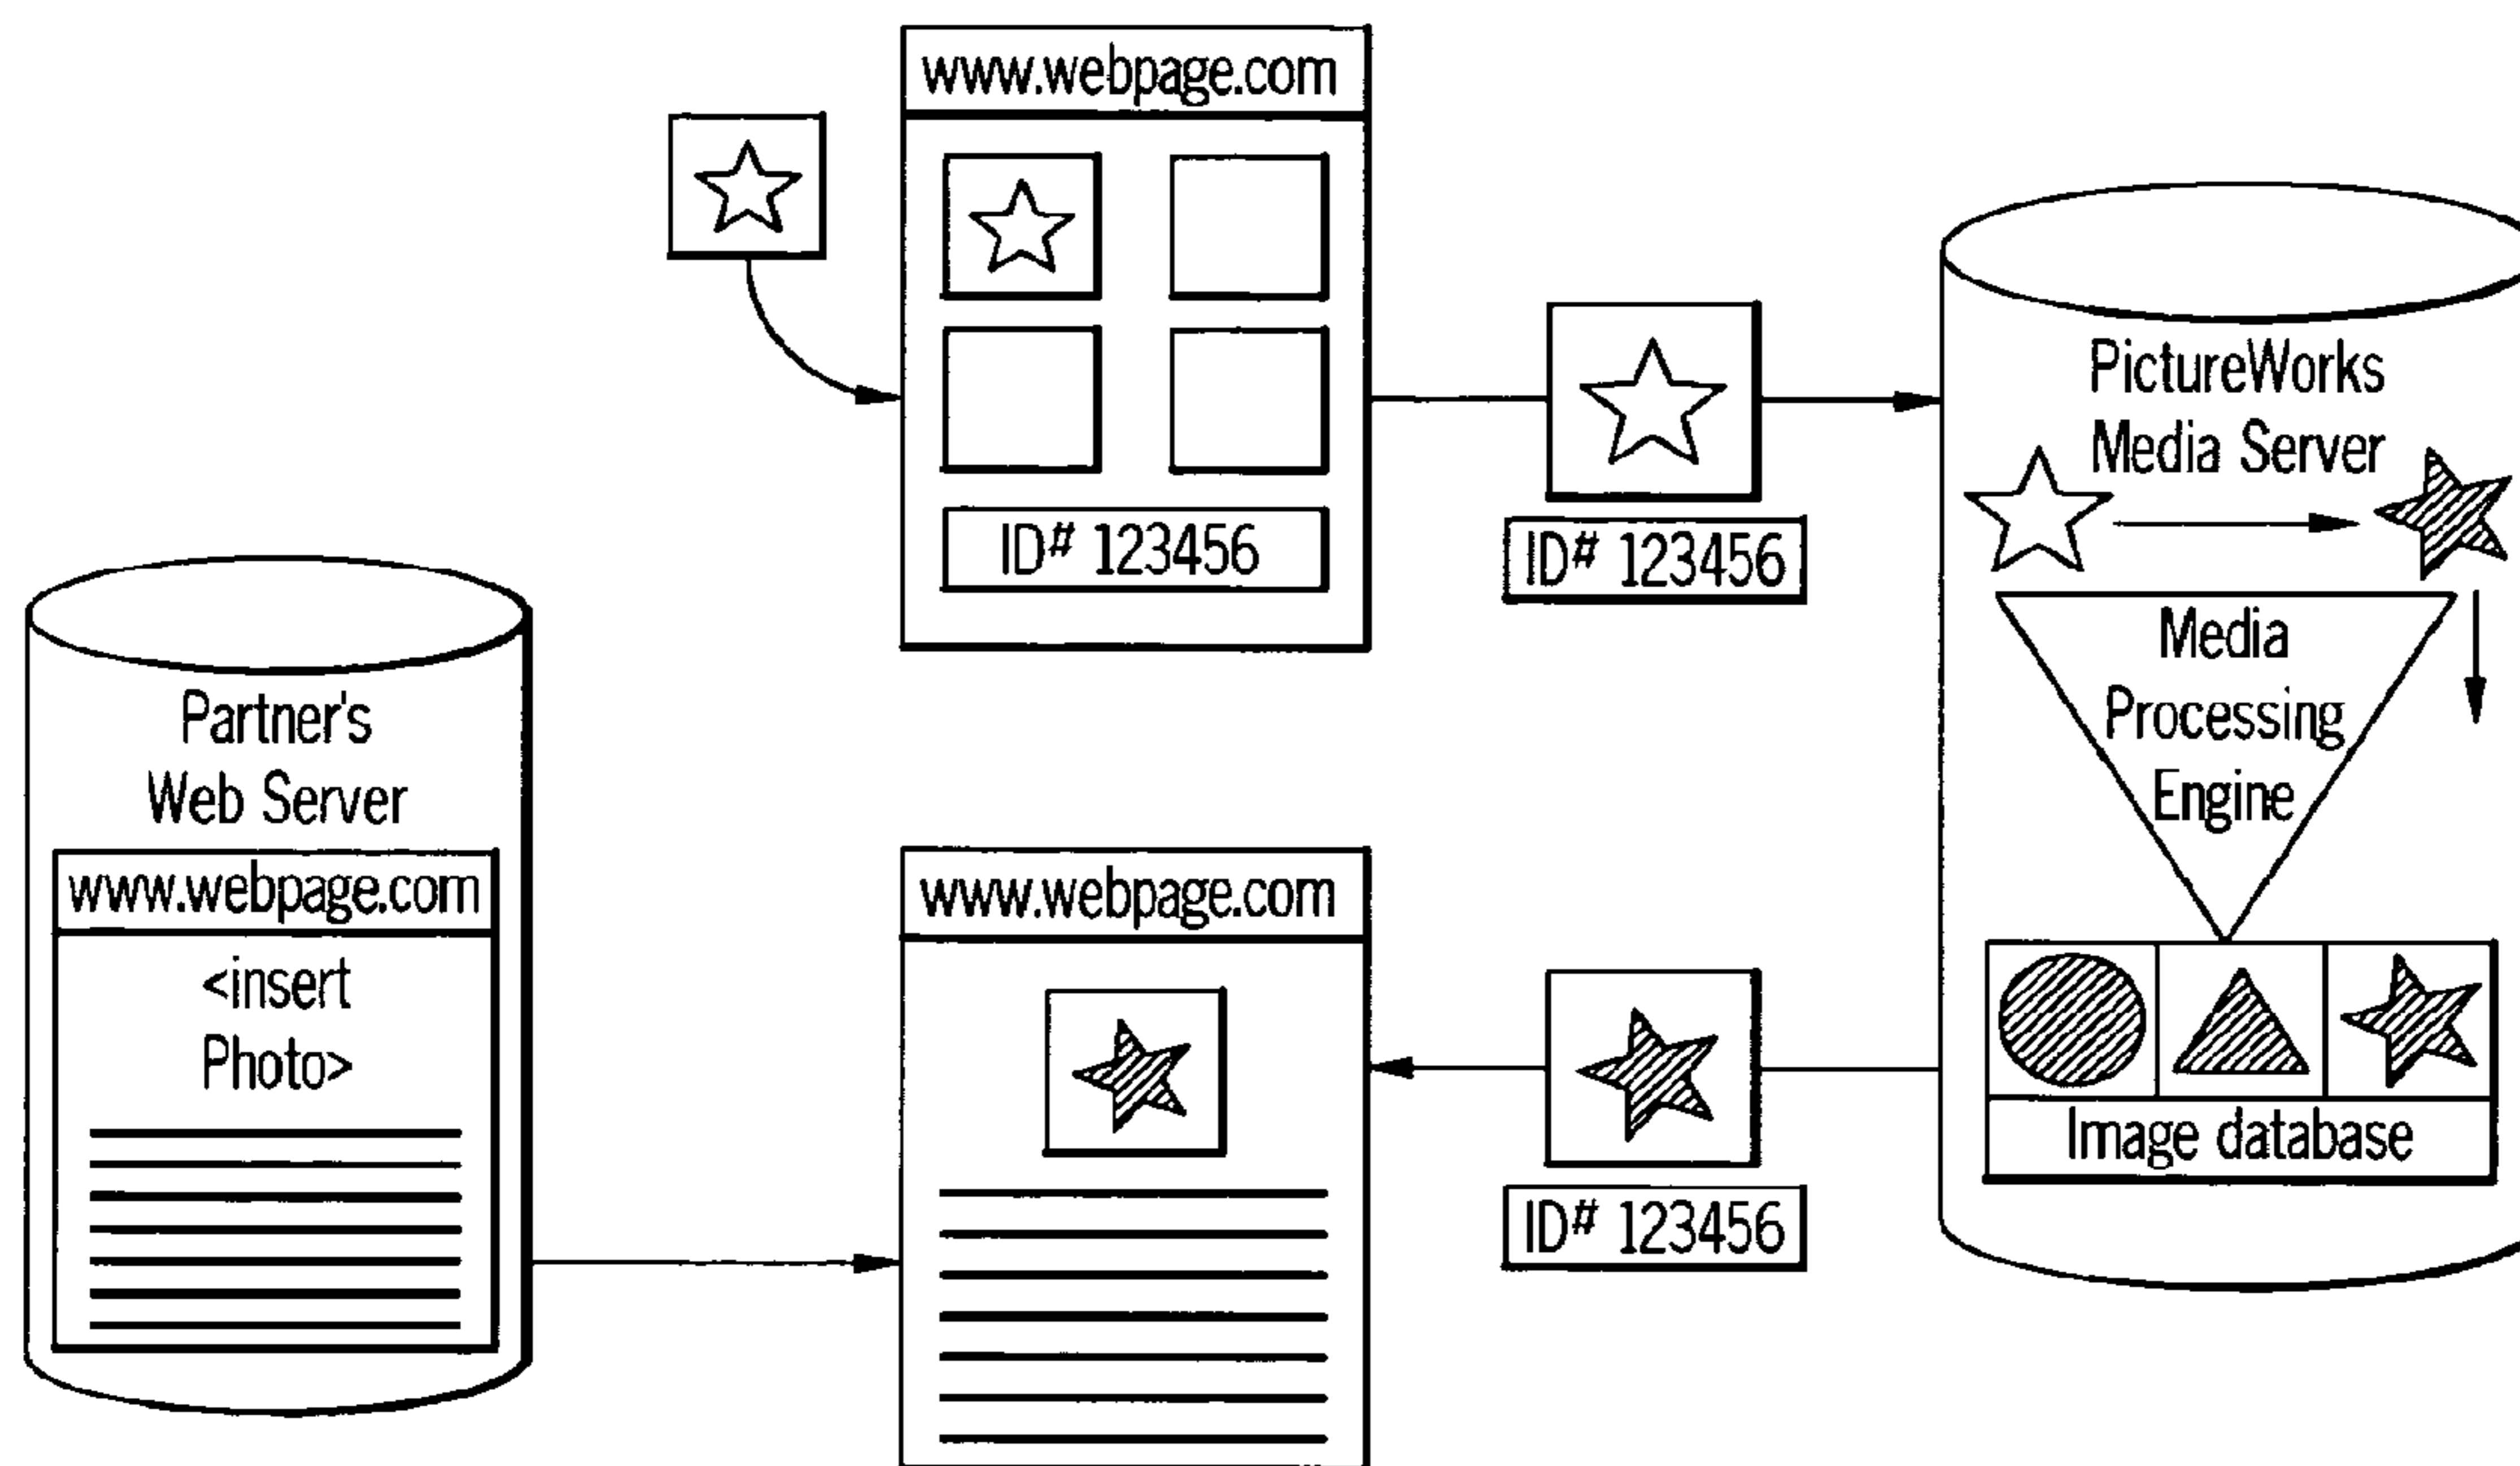 www.webpage.com
ID# 123456
ID# 123456
PictureWorks
Media Server
Media
Processing
Engine
Image database
Partner's
Web Server
www.webpage.com
<insert
Photo>
www.webpage.com
ID# 123456